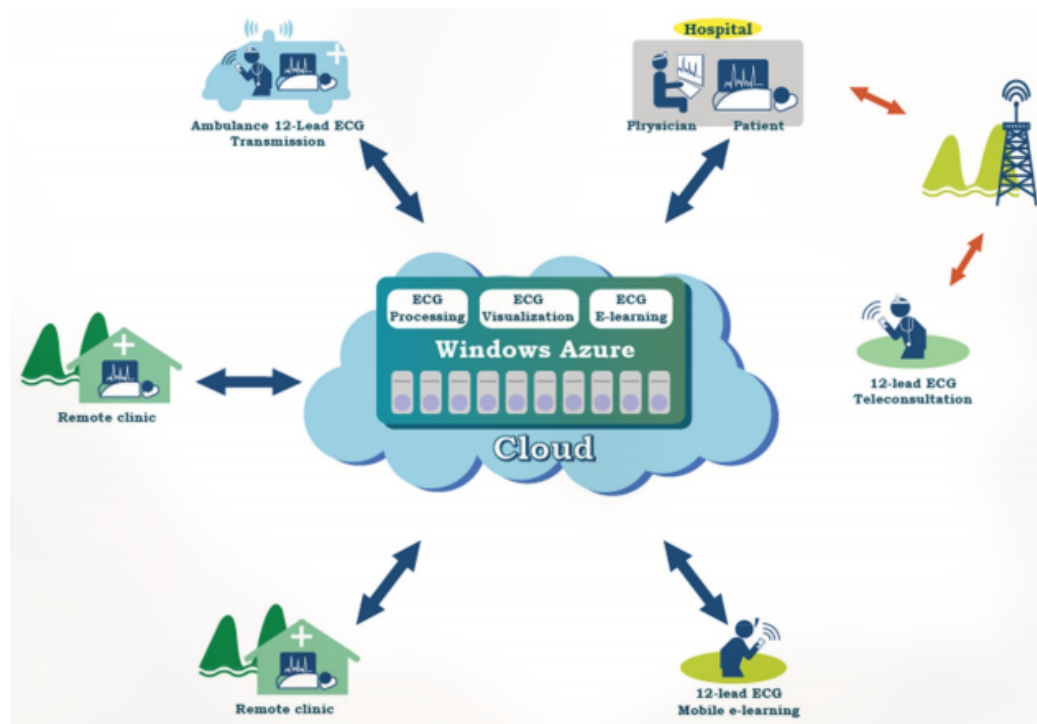 Hospital
Plrysician Patient
Ambulance 12-Lead ECG
Transmission
ECG
Processing
ECG
Visualization
ECG
E-learning
Windows Azure
Cloud
12-lead ECG
Teleconsultation
Remote clinic
Remote clinic
12-lead ECG
Mobile e-learning